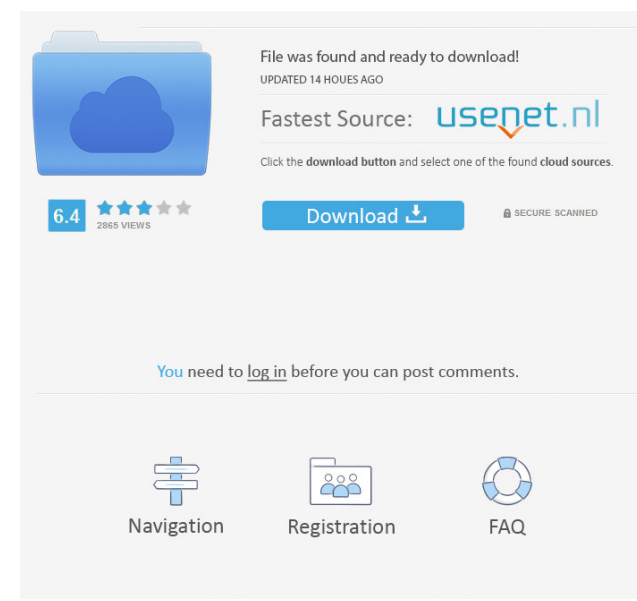 File was found and ready to download!
UPDATED 14 HOUES AGO
Fastest Source: usenet.nl
Click the download button and select one of the found cloud sources.
6.4
2865 VIEWS
Download
SECURE SCANNED
You need to log in before you can post comments.
Navigation
Registration
FAQ